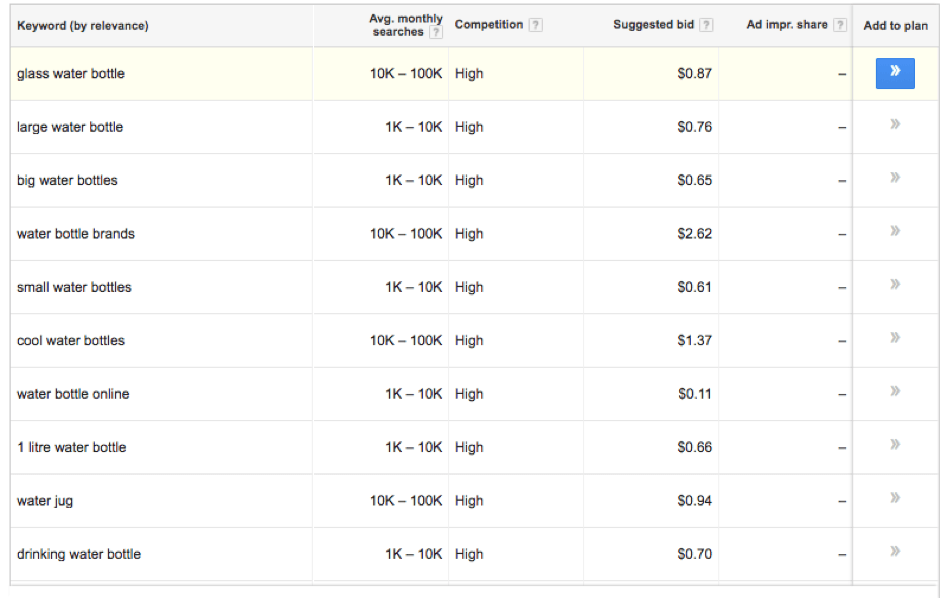 Keyword (by relevance) Avg. monthly searches ? Competition ? Suggested bid ? Ad impr. share ? Add to plan
glass water bottle 10K – 100K High $0.87 – »
large water bottle 1K – 10K High $0.76 – »
big water bottles 1K – 10K High $0.65 – »
water bottle brands 10K – 100K High $2.62 – »
small water bottles 1K – 10K High $0.61 – »
cool water bottles 10K – 100K High $1.37 – »
water bottle online 1K – 10K High $0.11 – »
1 litre water bottle 1K – 10K High $0.66 – »
water jug 10K – 100K High $0.94 – »
drinking water bottle 1K – 10K High $0.70 – »